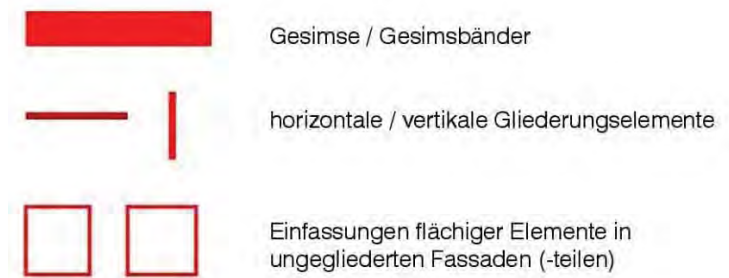 Gesimse / Gesimsbänder
horizontale / vertikale Gliederungselemente
Einfassungen flächiger Elemente in
ungegliederten Fassaden (-teilen)